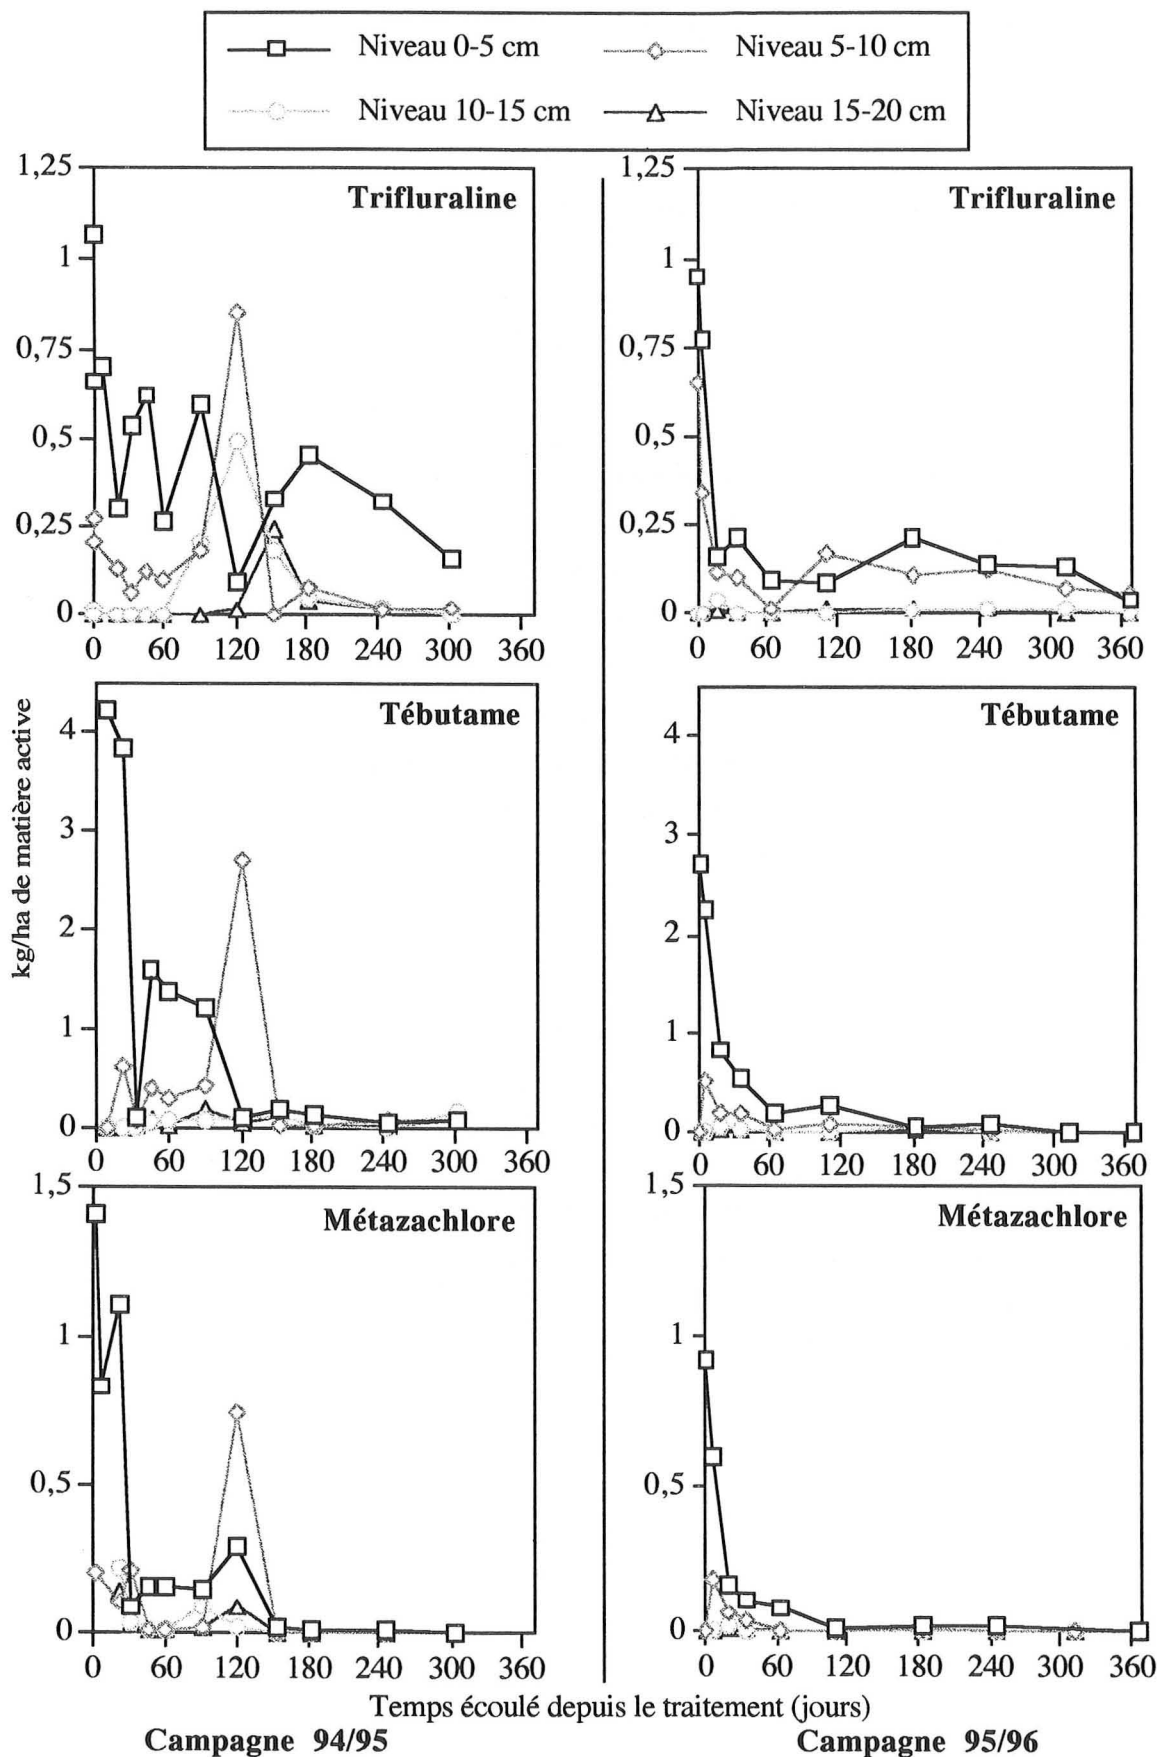 Niveau 0-5 cm Niveau 5-10 cm
Niveau 10-15 cm Niveau 15-20 cm
Trifluraline
1,25
1
0,75
0,5
0,25
0
0 60 120 180 240 300 360
Trifluraline
1,25
1
0,75
0,5
0,25
0
0 60 120 180 240 300 360
kg/ha de matière active
Tébutame
4
3
2
1
0
0 60 120 180 240 300 360
Tébutame
4
3
2
1
0
0 60 120 180 240 300 360
Métazachlore
1,5
1
0,5
0
0 60 120 180 240 300 360
Métazachlore
1,5
1
0,5
0
0 60 120 180 240 300 360
Temps écoulé depuis le traitement (jours)
Campagne 94/95 Campagne 95/96